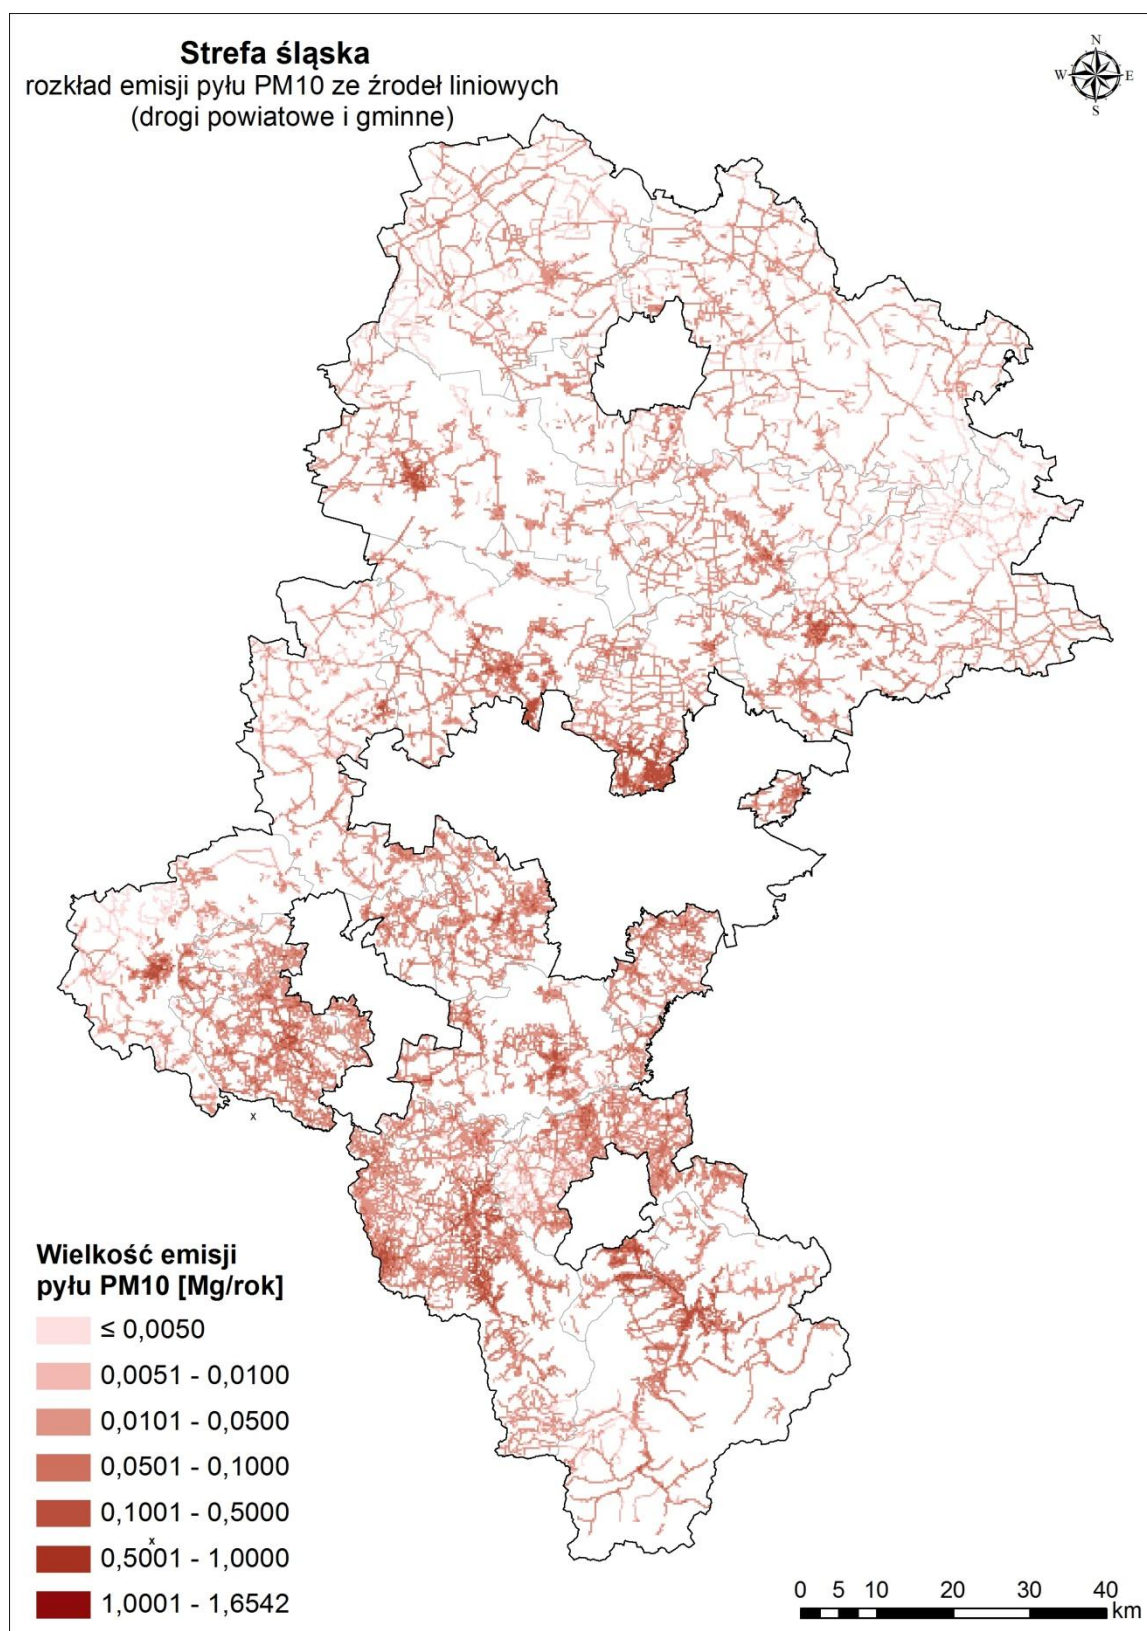 Strefa śląska
rozkład emisji pyłu PM10 ze źrodeł liniowych
(drogi powiatowe i gminne)
N
W E
S
x
Wielkość emisji
pyłu PM10 [Mg/rok]
≤ 0,0050
0,0051 - 0,0100
0,0101 - 0,0500
0,0501 - 0,1000
0,1001 - 0,5000
x
0,5001 - 1,0000
1,0001 - 1,6542
0 5 10 20 30 40
km